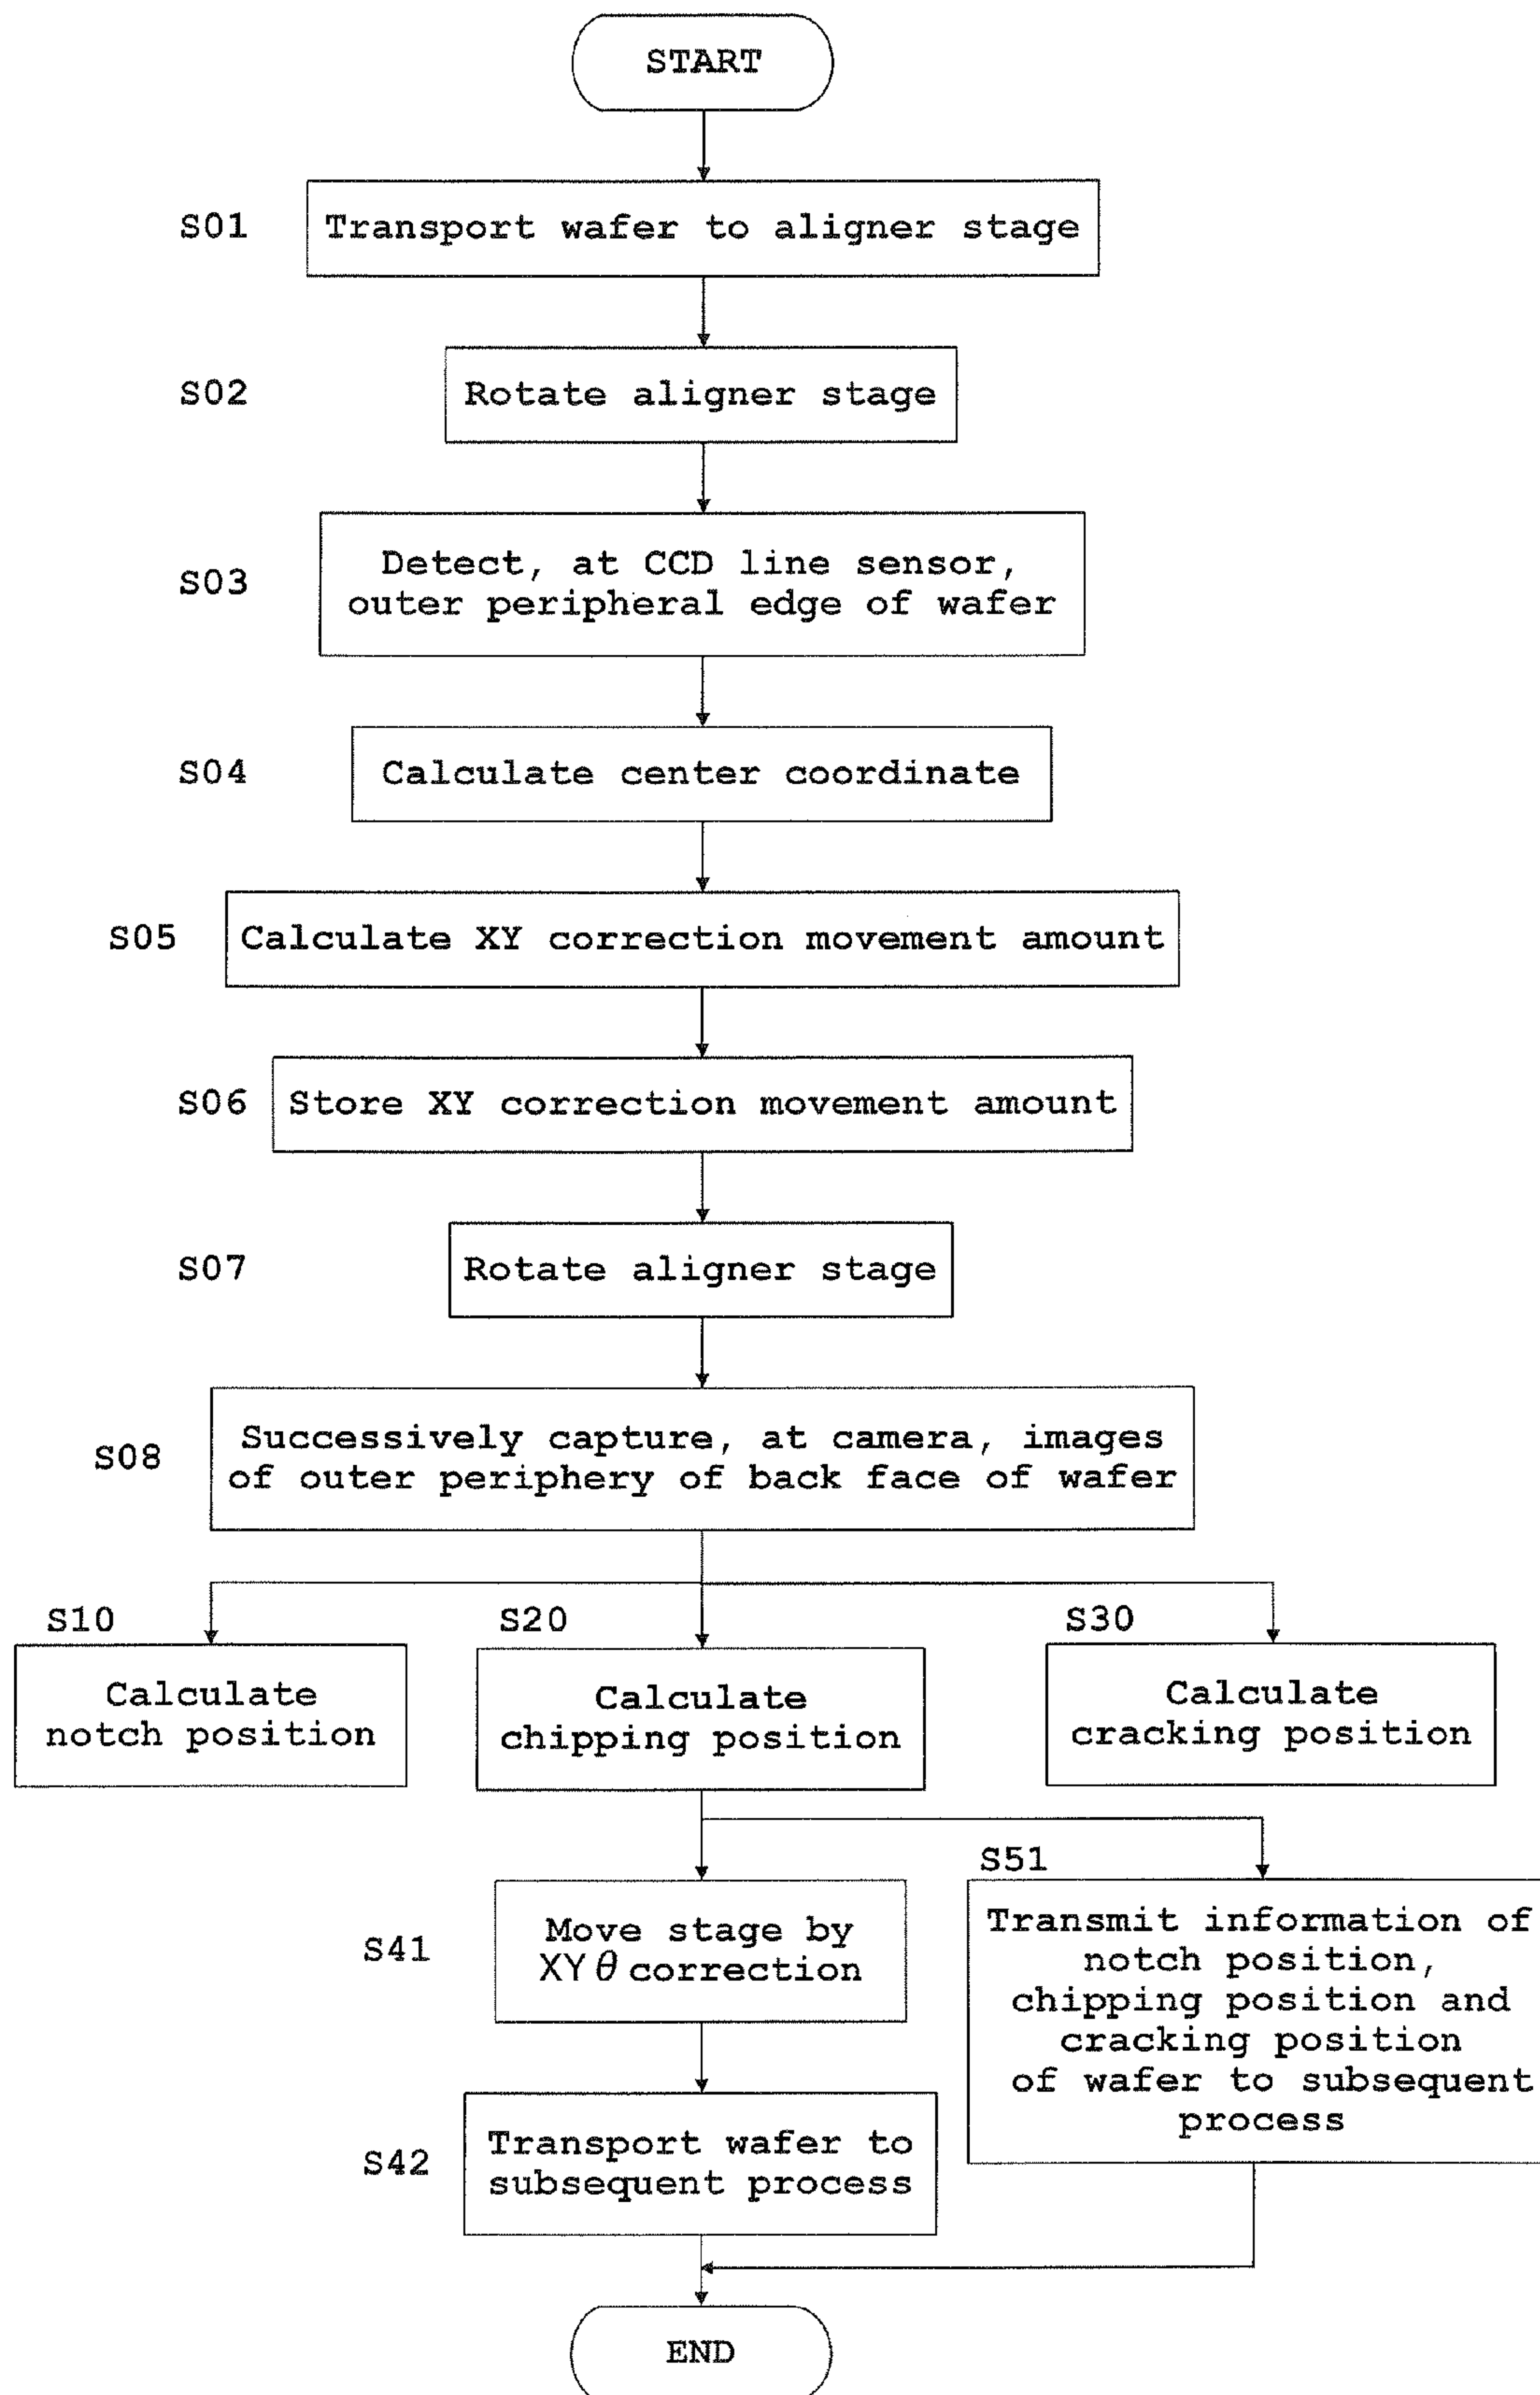 START
S01
Transport wafer to aligner stage
S02
Rotate aligner stage
S03
Detect, at CCD line sensor,
outer peripheral edge of wafer
S04
Calculate center coordinate
S05
Calculate XY correction movement amount
S06
Store XY correction movement amount
S07
Rotate aligner stage
S08
Successively capture, at camera, images
of outer periphery of back face of wafer
S10
Calculate
notch position
S20
Calculate
chipping position
S30
Calculate
cracking position
S41
Move stage by
XYθ correction
S51
Transmit information of
notch position,
chipping position and
cracking position
of wafer to subsequent
process
S42
Transport wafer to
subsequent process
END